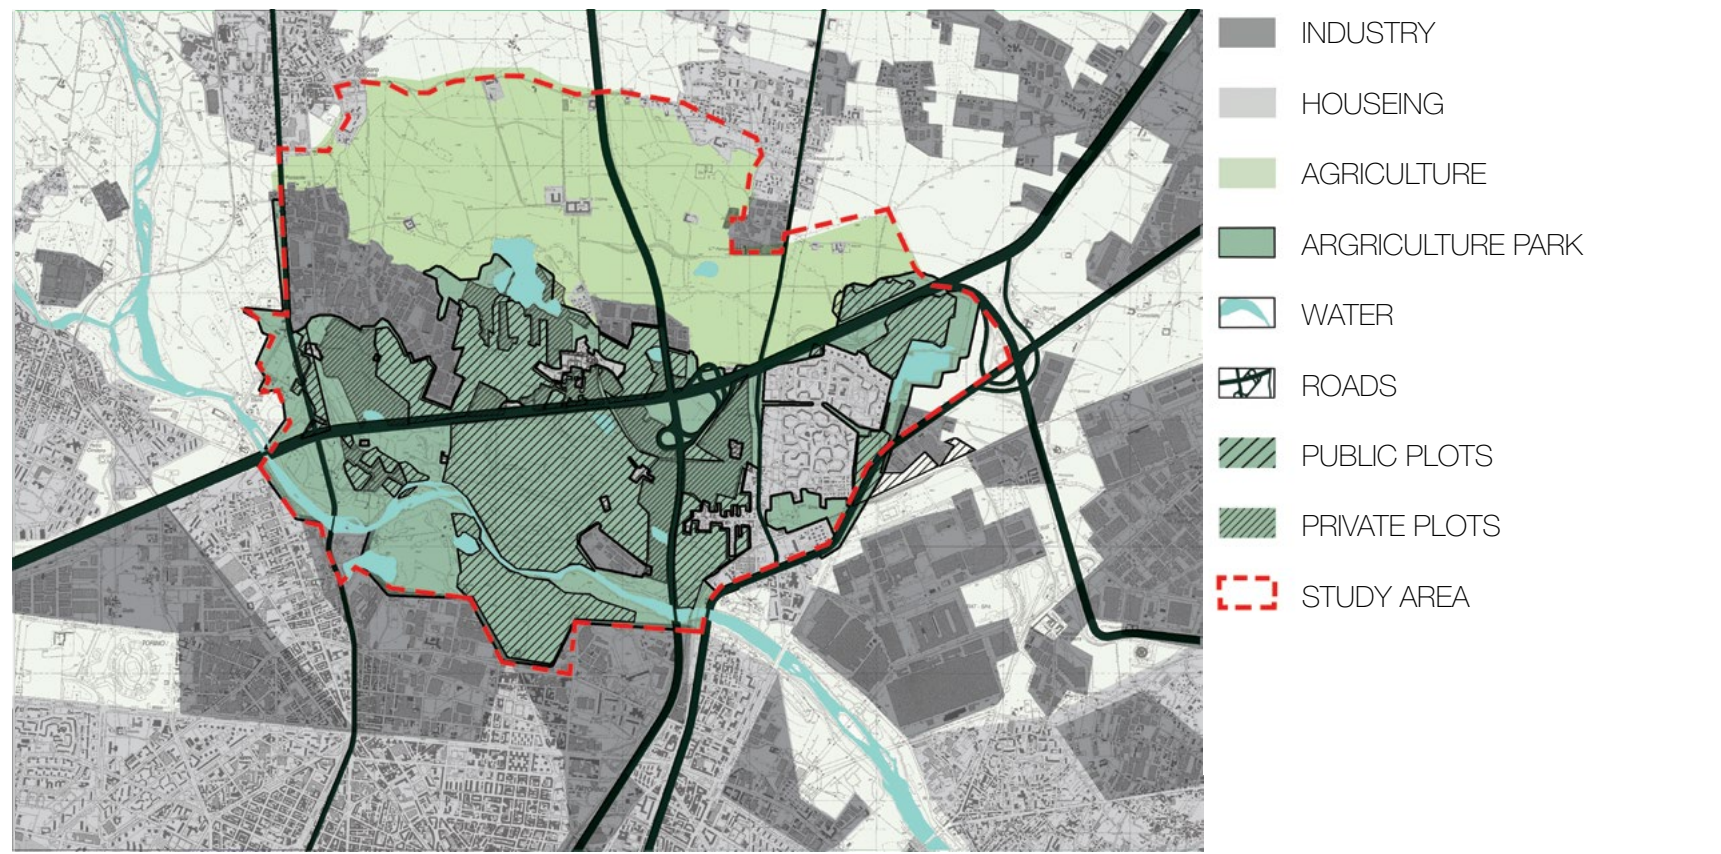 INDUSTRY
HOUSEING
AGRICULTURE
ARGRICULTURE PARK
WATER
ROADS
PUBLIC PLOTS
PRIVATE PLOTS
STUDY AREA